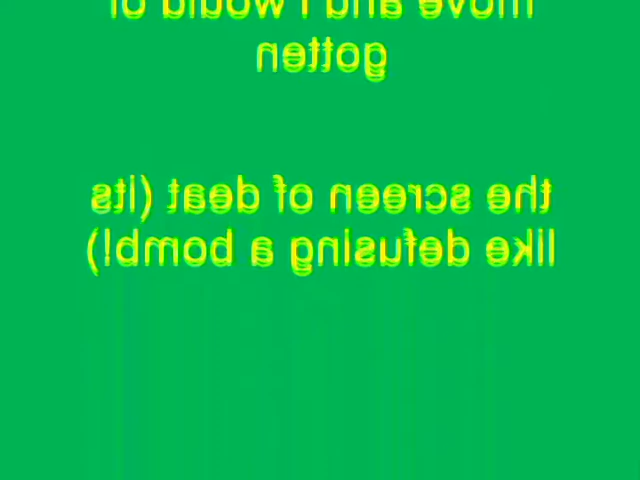 move and I would of
gotten
the screen of deat (its
like defusing a bomb!)